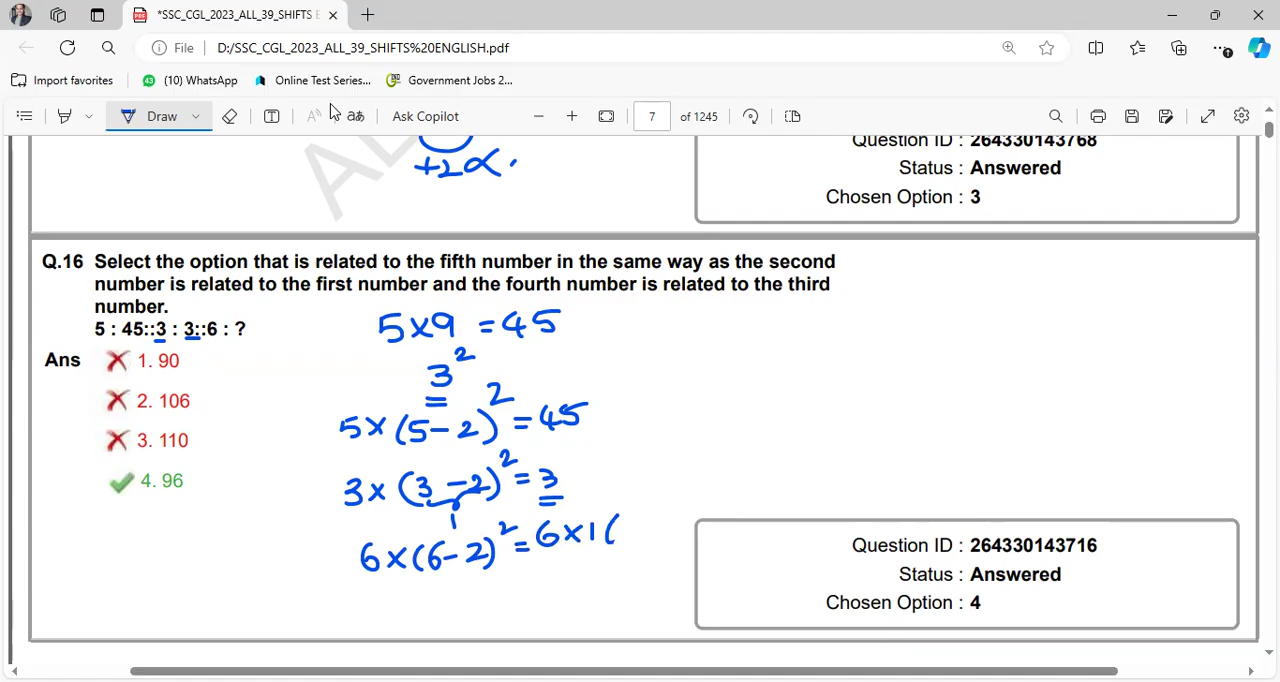 *SSC_CGL_2023_ALL_39_SHIFTS E
File D:/SSC_CGL_2023_ALL_39_SHIFTS%20ENGLISH.pdf
Import favorites 43 (10) WhatsApp Online Test Series... Government Jobs 2...
Draw Ask Copilot 7 of 1245
+2α.
Question ID : 264330143768
Status : Answered
Chosen Option : 3
Q.16 Select the option that is related to the fifth number in the same way as the second
number is related to the first number and the fourth number is related to the third
number.
5 : 45::3 : 3::6 : ?
Ans 1. 90
2. 106
3. 110
4. 96
5×9 =45
3²
5×(5-2)² =45
3×(3-2)² =3
1
6×(6-2)² =6×1(
Question ID : 264330143716
Status : Answered
Chosen Option : 4